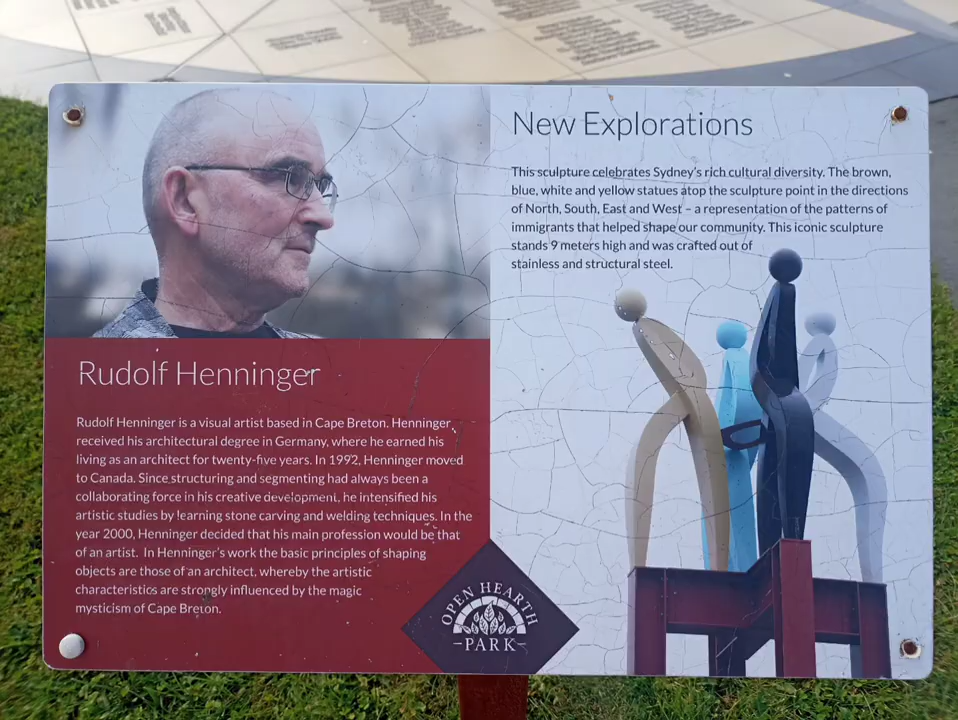 New Explorations
This sculpture celebrates Sydney's rich cultural diversity. The brown,
blue, white and yellow statues atop the sculpture point in the directions
of North, South, East and West – a representation of the patterns of
immigrants that helped shape our community. This iconic sculpture
stands 9 meters high and was crafted out of
stainless and structural steel.
Rudolf Henninger
Rudolf Henninger is a visual artist based in Cape Breton. Henninger
received his architectural degree in Germany, where he earned his
living as an architect for twenty-five years. In 1992, Henninger moved
to Canada. Since structuring and segmenting had always been a
collaborating force in his creative development, he intensified his
artistic studies by learning stone carving and welding techniques. In the
year 2000, Henninger decided that his main profession would be that
of an artist. In Henninger's work the basic principles of shaping
objects are those of an architect, whereby the artistic
characteristics are strongly influenced by the magic
mysticism of Cape Breton.
OPEN HEARTH
–PARK–